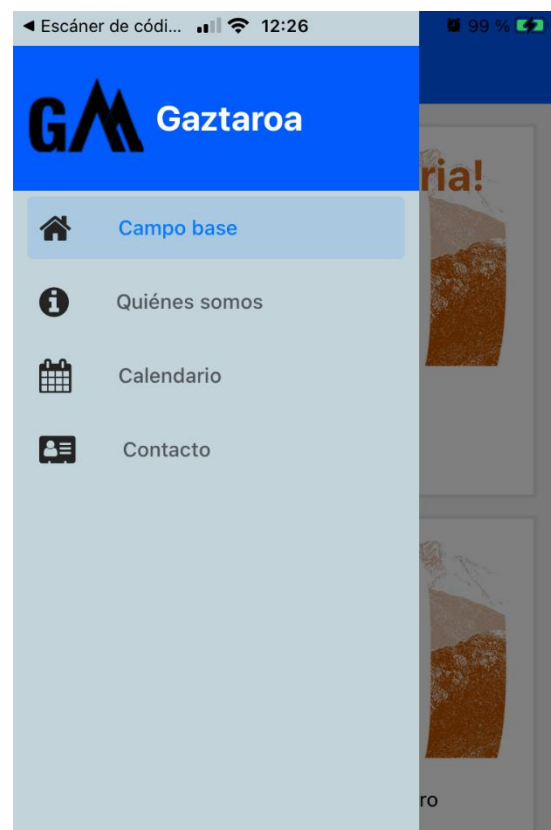 ◀ Escáner de códi... 12:26 99 %
GM Gaztaroa
ria!
Campo base
Quiénes somos
Calendario
Contacto
ro